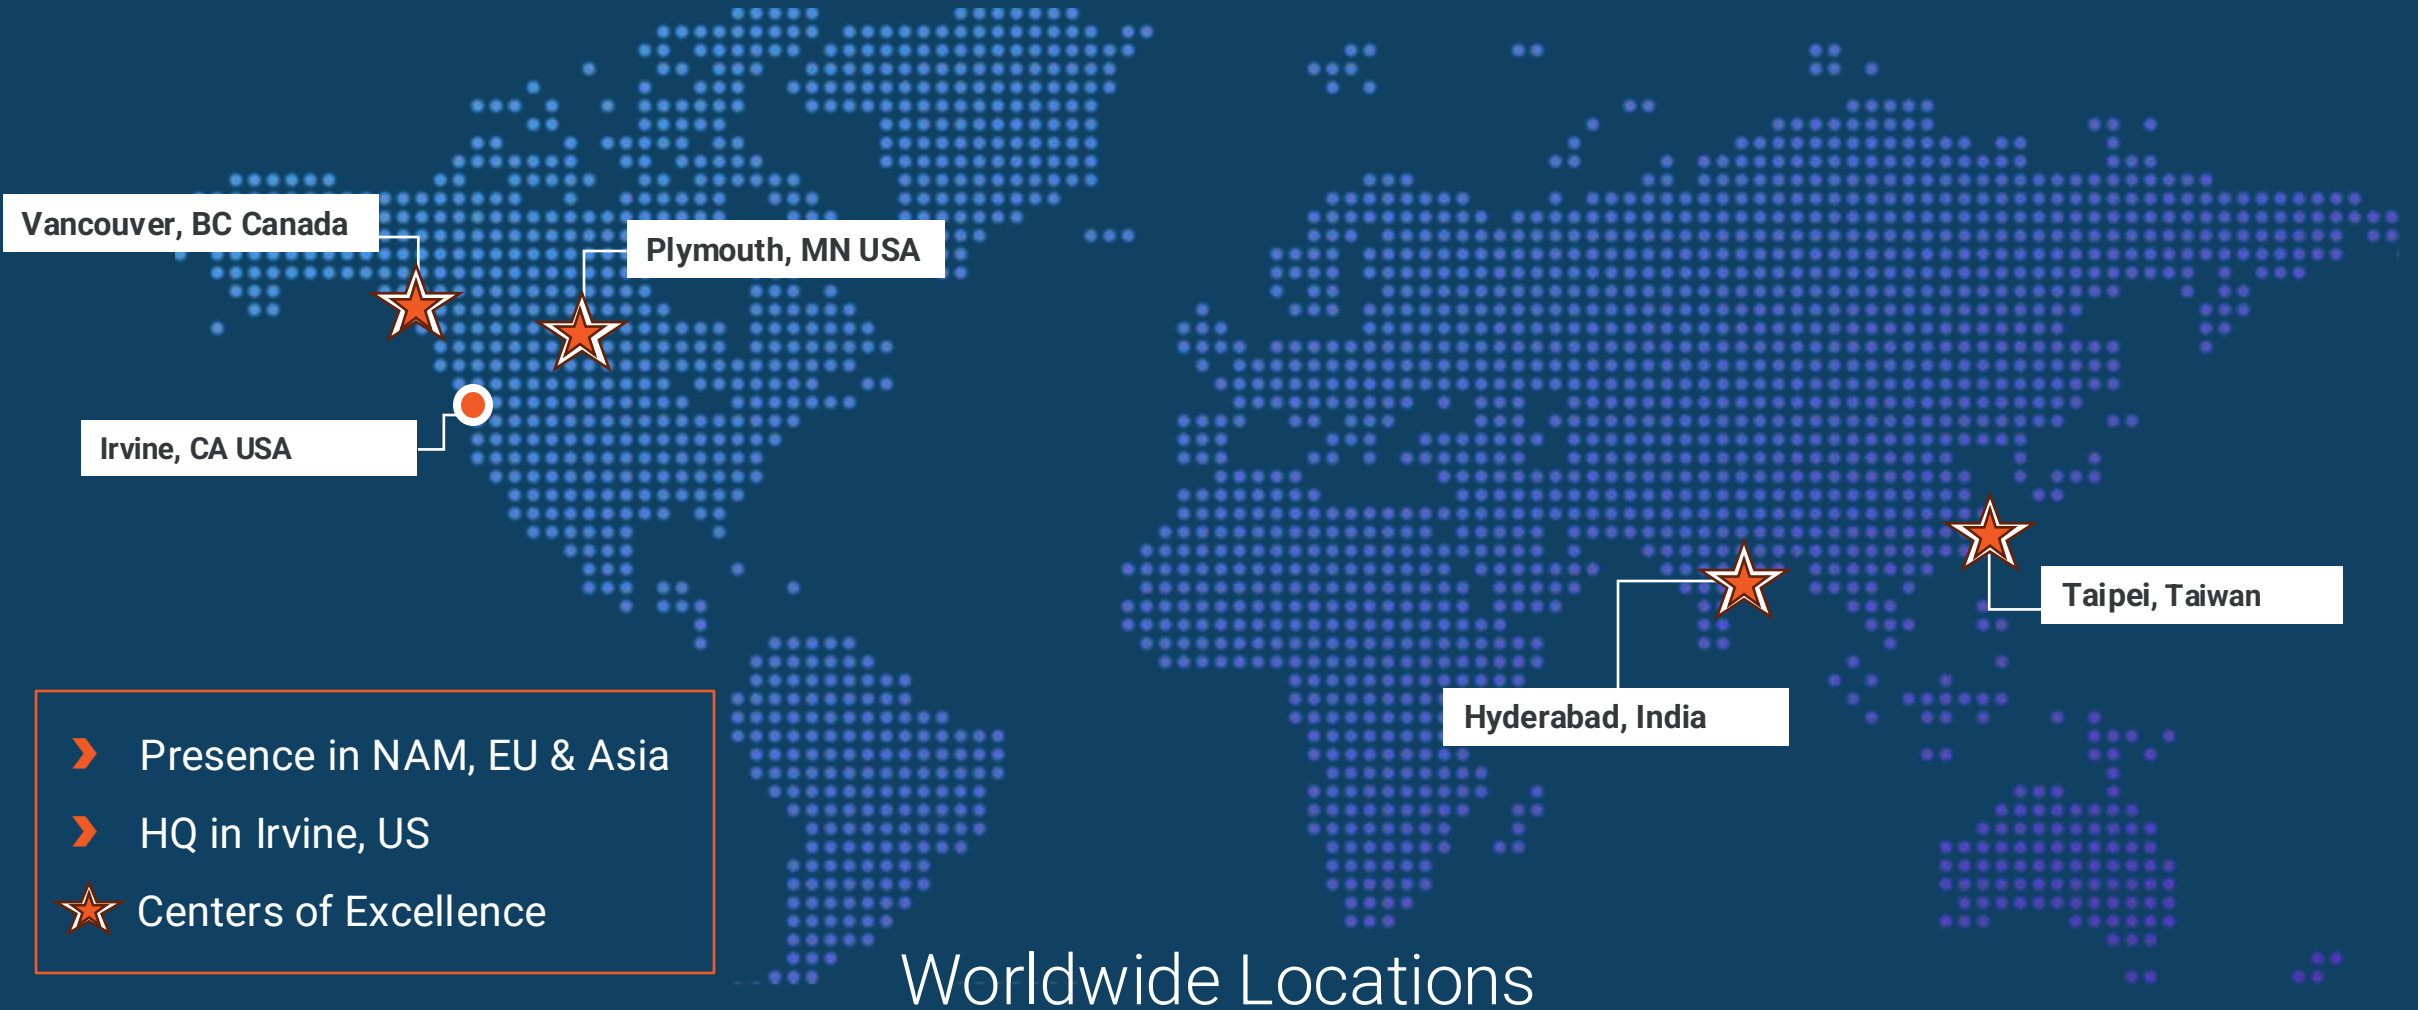 Vancouver, BC Canada
Plymouth, MN USA
Irvine, CA USA
Taipei, Taiwan
Hyderabad, India
Presence in NAM, EU & Asia
HQ in Irvine, US
Centers of Excellence
Worldwide Locations